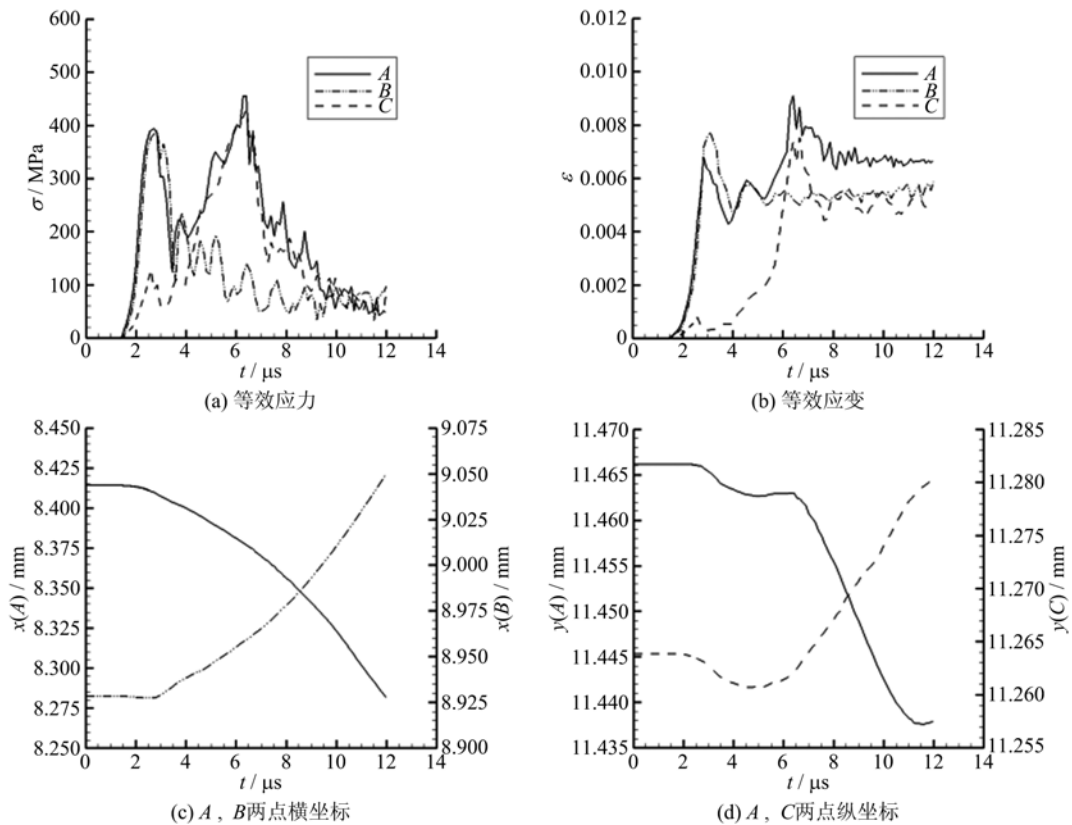 600
500
400
300
200
100
0
σ / MPa
A
B
C
0 2 4 6 8 10 12 14
t / μs
(a) 等效应力
0.012
0.010
0.008
0.006
0.004
0.002
0
ε
A
B
C
0 2 4 6 8 10 12 14
t / μs
(b) 等效应变
8.450
8.425
8.400
8.375
8.350
8.325
8.300
8.275
8.250
x(A) / mm
9.075
9.050
9.025
9.000
8.975
8.950
8.925
8.900
x(B) / mm
0 2 4 6 8 10 12 14
t / μs
(c) A , B两点横坐标
11.470
11.465
11.460
11.455
11.450
11.445
11.440
11.435
y(A) / mm
11.285
11.280
11.275
11.270
11.265
11.260
11.255
y(C) / mm
0 2 4 6 8 10 12 14
t / μs
(d) A , C两点纵坐标